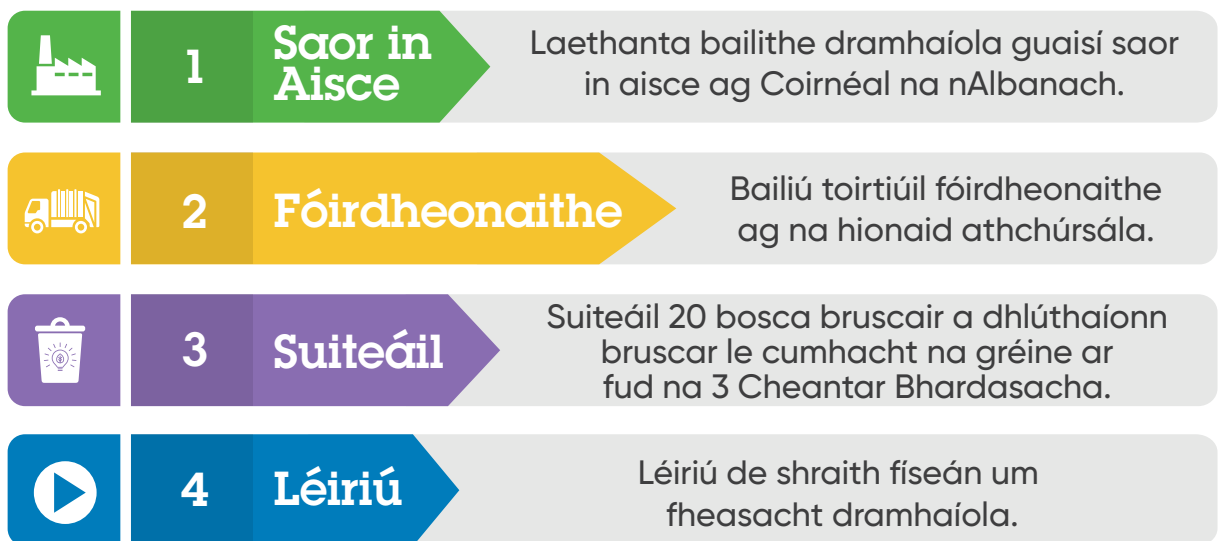 1
Saor in
Aisce
Laethanta bailithe dramhaíola guaisí saor
in aisce ag Coirnéal na nAlbanach.
2
Fóirdheonaithe
Bailiú toirtiúil fóirdheonaithe
ag na hionaid athchúrsála.
3
Suiteáil
Suiteáil 20 bosca bruscair a dhlúthaíonn
bruscar le cumhacht na gréine ar
fud na 3 Cheantar Bhardasacha.
4
Léiriú
Léiriú de shraith físeán um
fheasacht dramhaíola.